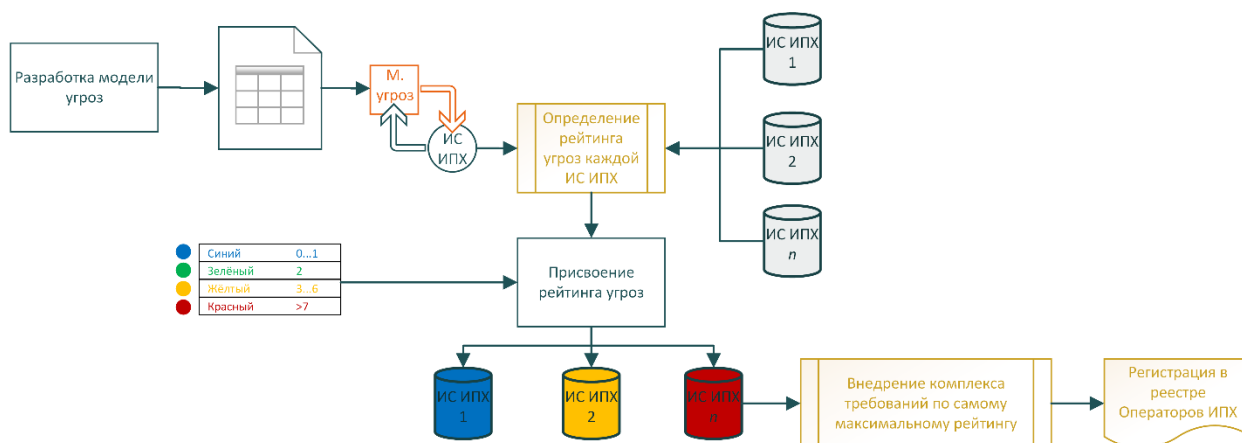 Разработка модели
угроз
М.
угроз
ИС
ИПХ
Определение
рейтинга
угроз каждой
ИС ИПХ
ИС ИПХ
1
ИС ИПХ
2
ИС ИПХ
n
Синий 0...1
Зелёный 2
Жёлтый 3...6
Красный >7
Присвоение
рейтинга угроз
ИС ИПХ
1
ИС ИПХ
2
ИС ИПХ
n
Внедрение комплекса
требований по самому
максимальному рейтингу
Регистрация в
реестре
Операторов ИПХ